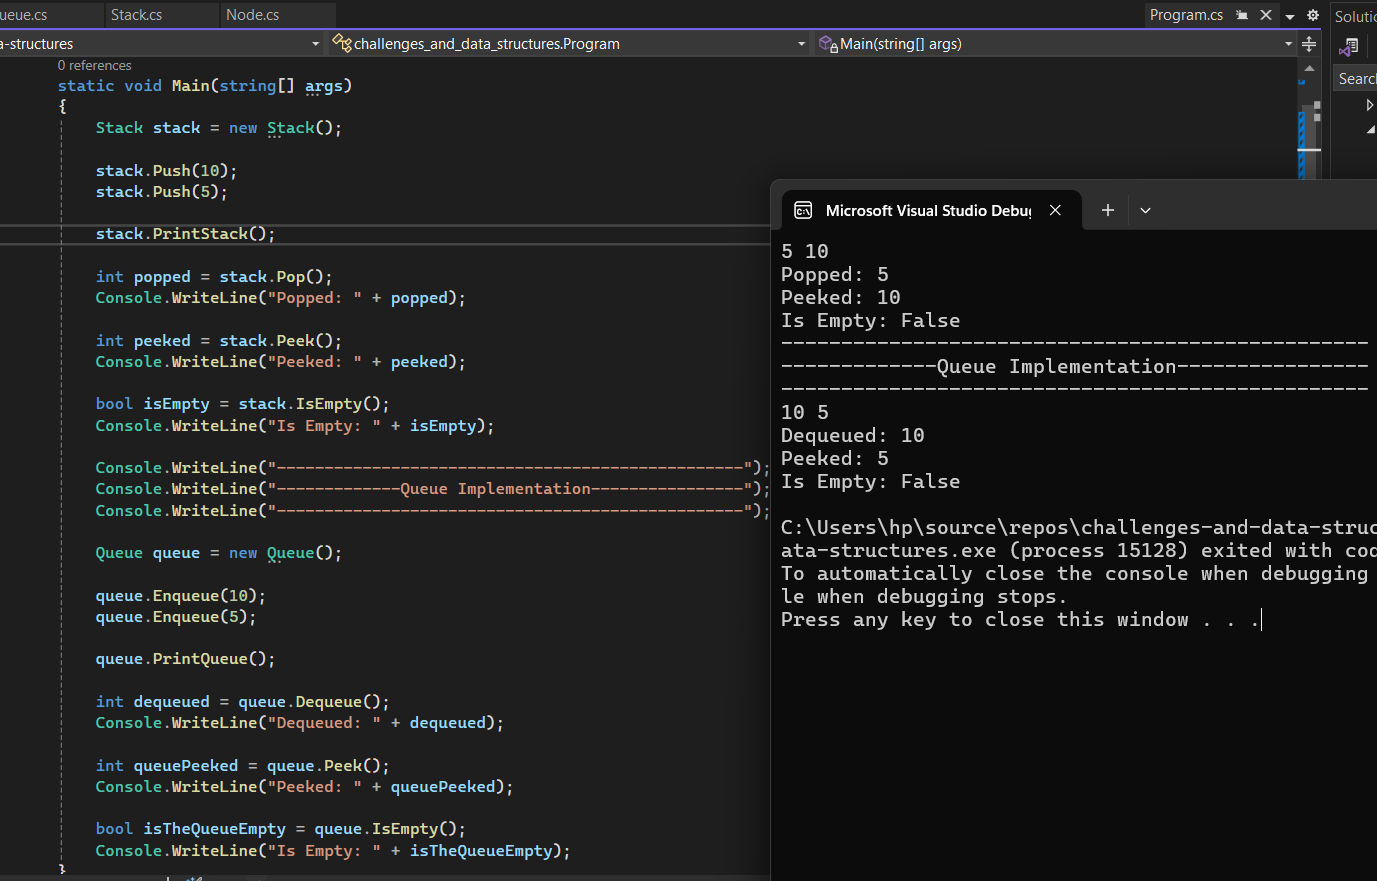 ueue.cs Stack.cs Node.cs Program.cs
Solutio
a-structures challenges_and_data_structures.Program Main(string[] args)
Search
0 references
static void Main(string[] args)
{
Stack stack = new Stack();
stack.Push(10);
stack.Push(5);
stack.PrintStack();
int popped = stack.Pop();
Console.WriteLine("Popped: " + popped);
int peeked = stack.Peek();
Console.WriteLine("Peeked: " + peeked);
bool isEmpty = stack.IsEmpty();
Console.WriteLine("Is Empty: " + isEmpty);
Console.WriteLine("-------------------------------------------------");
Console.WriteLine("-------------Queue Implementation----------------");
Console.WriteLine("-------------------------------------------------");
Queue queue = new Queue();
queue.Enqueue(10);
queue.Enqueue(5);
queue.PrintQueue();
int dequeued = queue.Dequeue();
Console.WriteLine("Dequeued: " + dequeued);
int queuePeeked = queue.Peek();
Console.WriteLine("Peeked: " + queuePeeked);
bool isTheQueueEmpty = queue.IsEmpty();
Console.WriteLine("Is Empty: " + isTheQueueEmpty);
}
Microsoft Visual Studio Debug
5 10
Popped: 5
Peeked: 10
Is Empty: False
-------------------------------------------------
-------------Queue Implementation----------------
-------------------------------------------------
10 5
Dequeued: 10
Peeked: 5
Is Empty: False
C:\Users\hp\source\repos\challenges-and-data-struc
ata-structures.exe (process 15128) exited with cod
To automatically close the console when debugging
le when debugging stops.
Press any key to close this window . . .